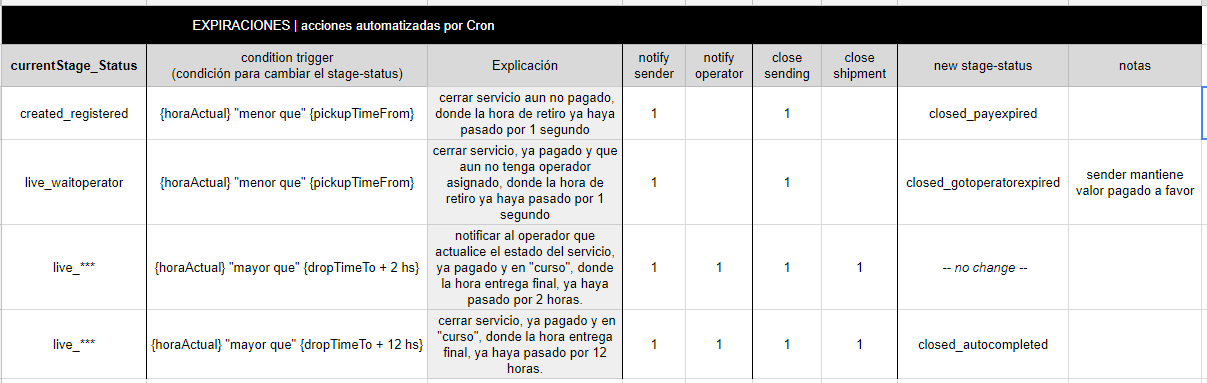 EXPIRACIONES | acciones automatizadas por Cron
currentStage_Status
condition trigger
(condición para cambiar el stage-status)
Explicación
notify
sender
notify
operator
close
sending
close
shipment
new stage-status
notas
created_registered
{horaActual} "menor que" {pickupTimeFrom}
cerrar servicio aun no pagado,
donde la hora de retiro ya haya
pasado por 1 segundo
1
1
closed_payexpired
live_waitoperator
{horaActual} "menor que" {pickupTimeFrom}
cerrar servicio, ya pagado y que
aun no tenga operador
asignado, donde la hora de
retiro ya haya pasado por 1
segundo
1
1
closed_gotoperatorexpired
sender mantiene
valor pagado a favor
live_***
{horaActual} "mayor que" {dropTimeTo + 2 hs}
notificar al operador que
actualice el estado del servicio,
ya pagado y en "curso", donde
la hora entrega final, ya haya
pasado por 2 horas.
1
1
1
1
-- no change --
live_***
{horaActual} "mayor que" {dropTimeTo + 12 hs}
cerrar servicio, ya pagado y en
"curso", donde la hora entrega
final, ya haya pasado por 12
horas.
1
1
1
1
closed_autocompleted